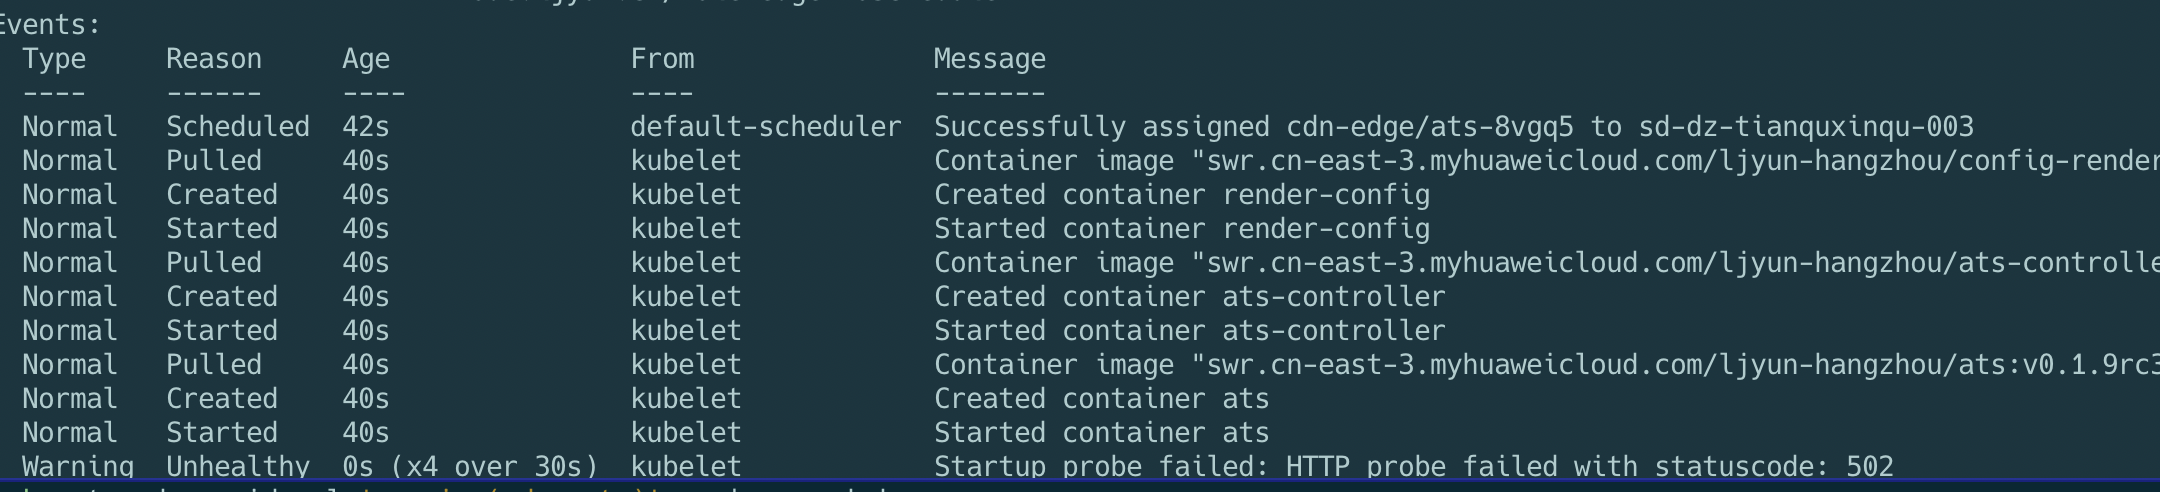 Events:
Type Reason Age From Message
---- ------ ---- ---- -------
Normal Scheduled 42s default-scheduler Successfully assigned cdn-edge/ats-8vgq5 to sd-dz-tianquxinqu-003
Normal Pulled 40s kubelet Container image "swr.cn-east-3.myhuaweicloud.com/ljyun-hangzhou/config-render
Normal Created 40s kubelet Created container render-config
Normal Started 40s kubelet Started container render-config
Normal Pulled 40s kubelet Container image "swr.cn-east-3.myhuaweicloud.com/ljyun-hangzhou/ats-controlle
Normal Created 40s kubelet Created container ats-controller
Normal Started 40s kubelet Started container ats-controller
Normal Pulled 40s kubelet Container image "swr.cn-east-3.myhuaweicloud.com/ljyun-hangzhou/ats:v0.1.9rc3
Normal Created 40s kubelet Created container ats
Normal Started 40s kubelet Started container ats
Warning Unhealthy 0s (x4 over 30s) kubelet Startup probe failed: HTTP probe failed with statuscode: 502